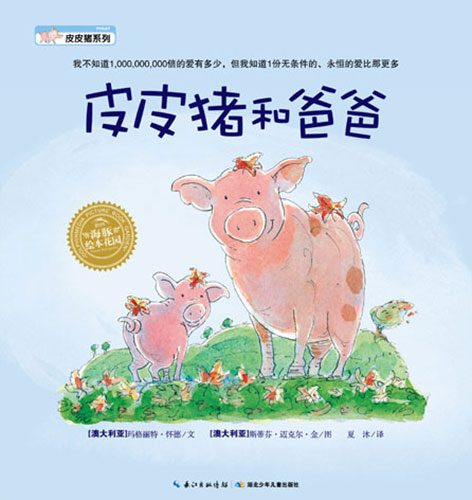 皮皮猪系列
我不知道1,000,000,000倍的爱有多少，但我知道1份无条件的、永恒的爱比那更多
皮皮猪和爸爸
海豚
绘本花园
[澳大利亚]玛格丽特·怀德/文 [澳大利亚]斯蒂芬·迈克尔·金/图 夏 沐/译
长江出版传媒 湖北少年儿童出版社